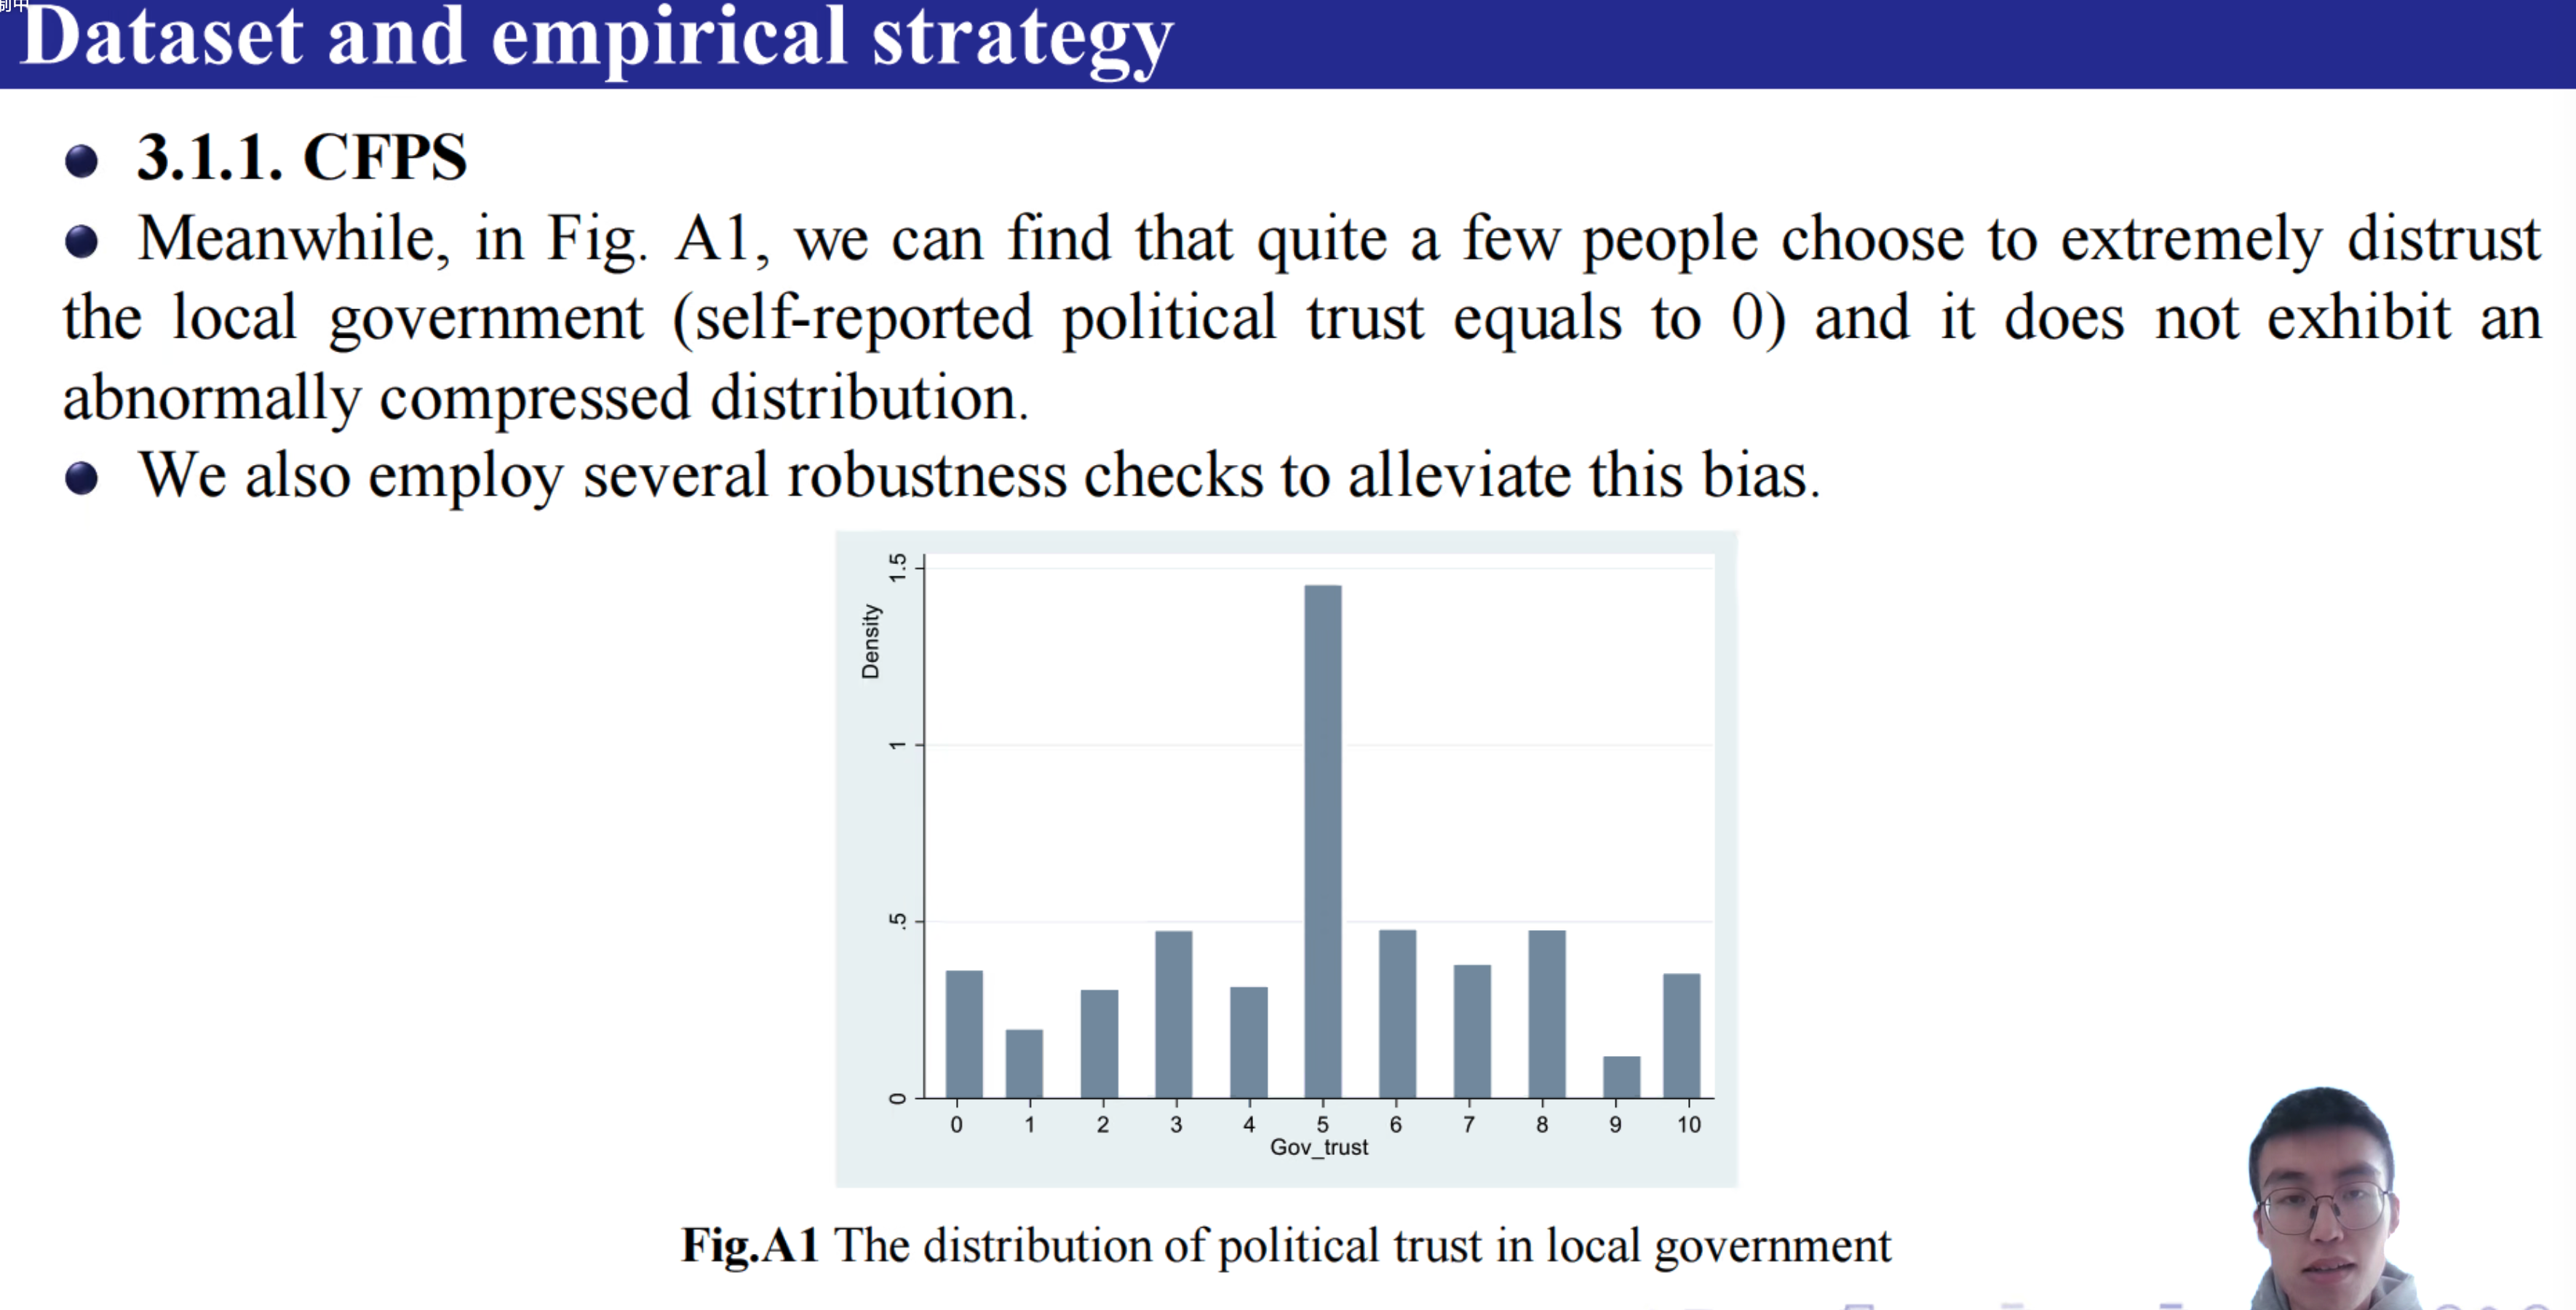 制中
Dataset and empirical strategy
3.1.1. CFPS
Meanwhile, in Fig. A1, we can find that quite a few people choose to extremely distrust
the local government (self-reported political trust equals to 0) and it does not exhibit an
abnormally compressed distribution.
We also employ several robustness checks to alleviate this bias.
1.5
Density
1
.5
0
0 1 2 3 4 5 6 7 8 9 10
Gov_trust
Fig.A1 The distribution of political trust in local government